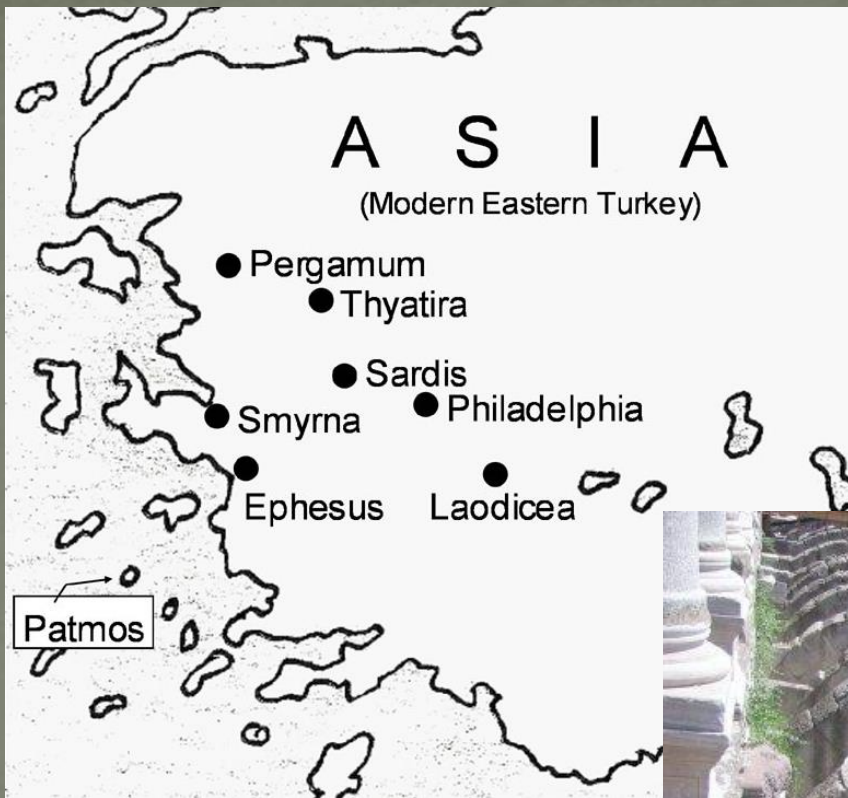 A S I A
(Modern Eastern Turkey)
Pergamum
Thyatira
Sardis
Philadelphia
Smyrna
Ephesus
Laodicea
Patmos